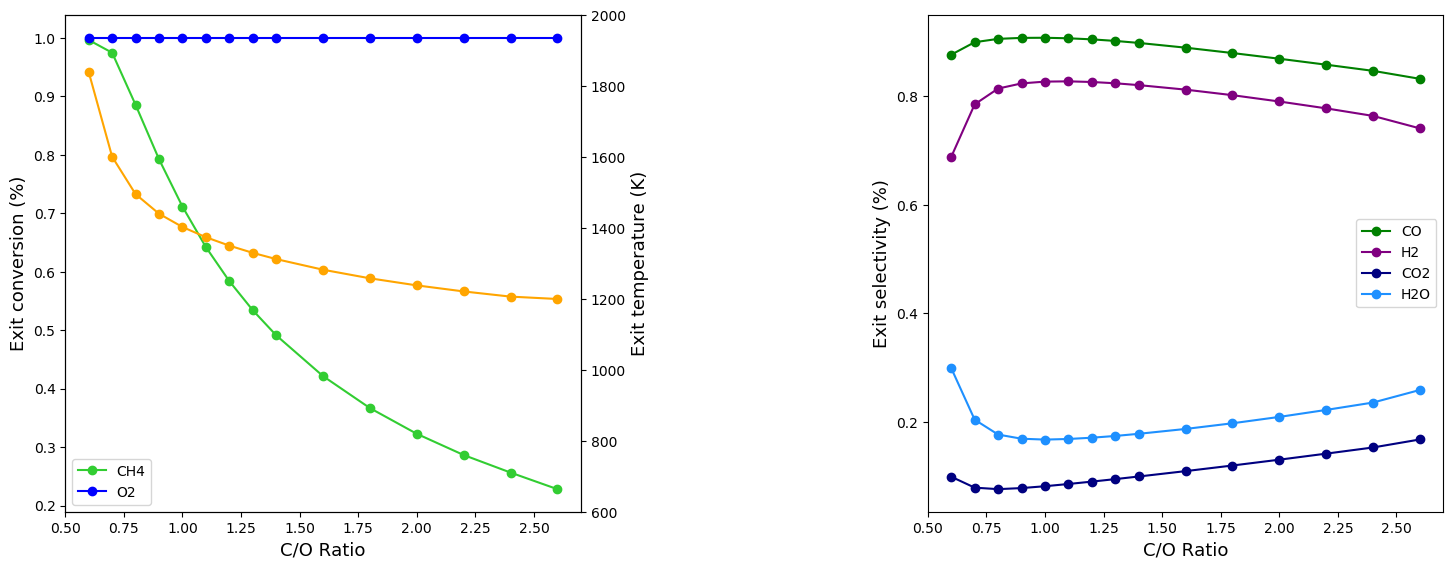 Exit conversion (%)
1.0
0.9
0.8
0.7
0.6
0.5
0.4
0.3
0.2
0.50 0.75 1.00 1.25 1.50 1.75 2.00 2.25 2.50
C/O Ratio
CH4
O2
2000
1800
1600
1400
1200
1000
800
600
Exit temperature (K)
Exit selectivity (%)
0.8
0.6
0.4
0.2
0.50 0.75 1.00 1.25 1.50 1.75 2.00 2.25 2.50
C/O Ratio
CO
H2
CO2
H2O